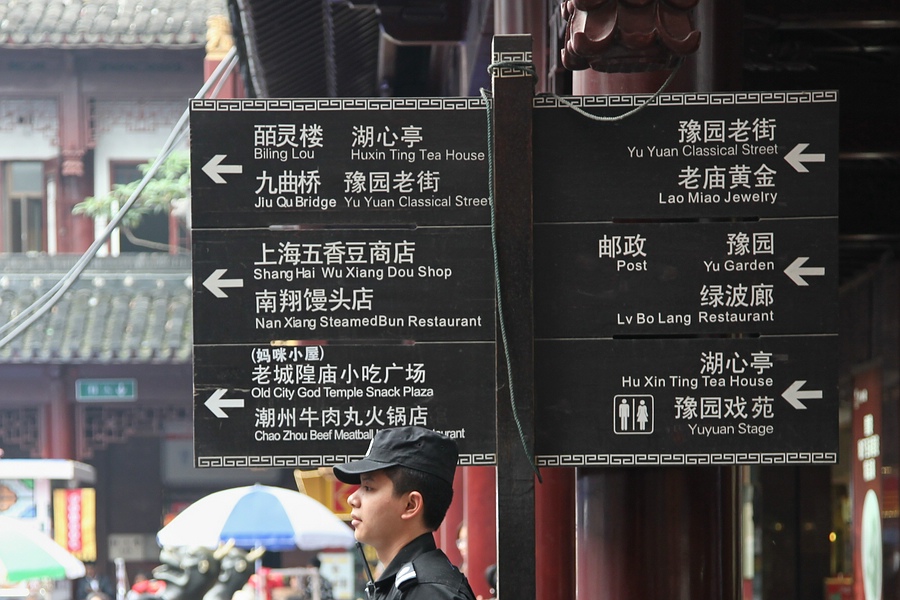 皕灵楼 湖心亭
Biling Lou Huxin Ting Tea House
九曲桥 豫园老街
Jiu Qu Bridge Yu Yuan Classical Street
上海五香豆商店
Shang Hai Wu Xiang Dou Shop
南翔馒头店
Nan Xiang SteamedBun Restaurant
(妈咪小屋)
老城隍庙小吃广场
Old City God Temple Snack Plaza
潮州牛肉丸火锅店
Chao Zhou Beef Meatball
豫园老街
Yu Yuan Classical Street
老庙黄金
Lao Miao Jewelry
邮政 豫园
Post Yu Garden
绿波廊
Lv Bo Lang Restaurant
湖心亭
Hu Xin Ting Tea House
豫园戏苑
Yuyuan Stage